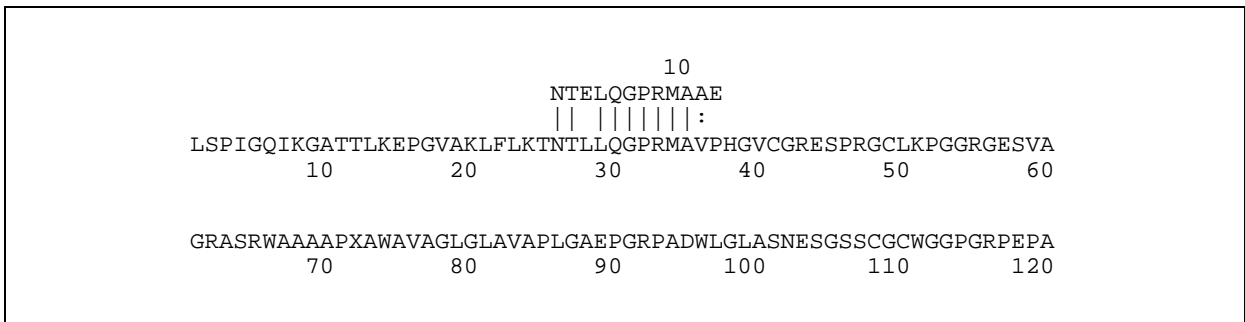 10
NTELQGPRMAAE
|| |||||||:
LSPIGQIKGATTLKEPGVAKLFLKTNTLLQGPRMAVPHGVCGRESPRGCLKPGGRGESVA
10 20 30 40 50 60
GRASRWAAAAPXAWAVAGLGLAVAPLGAEPGRPADWLGLASNESGSSCGCWGGPGRPEPA
70 80 90 100 110 120